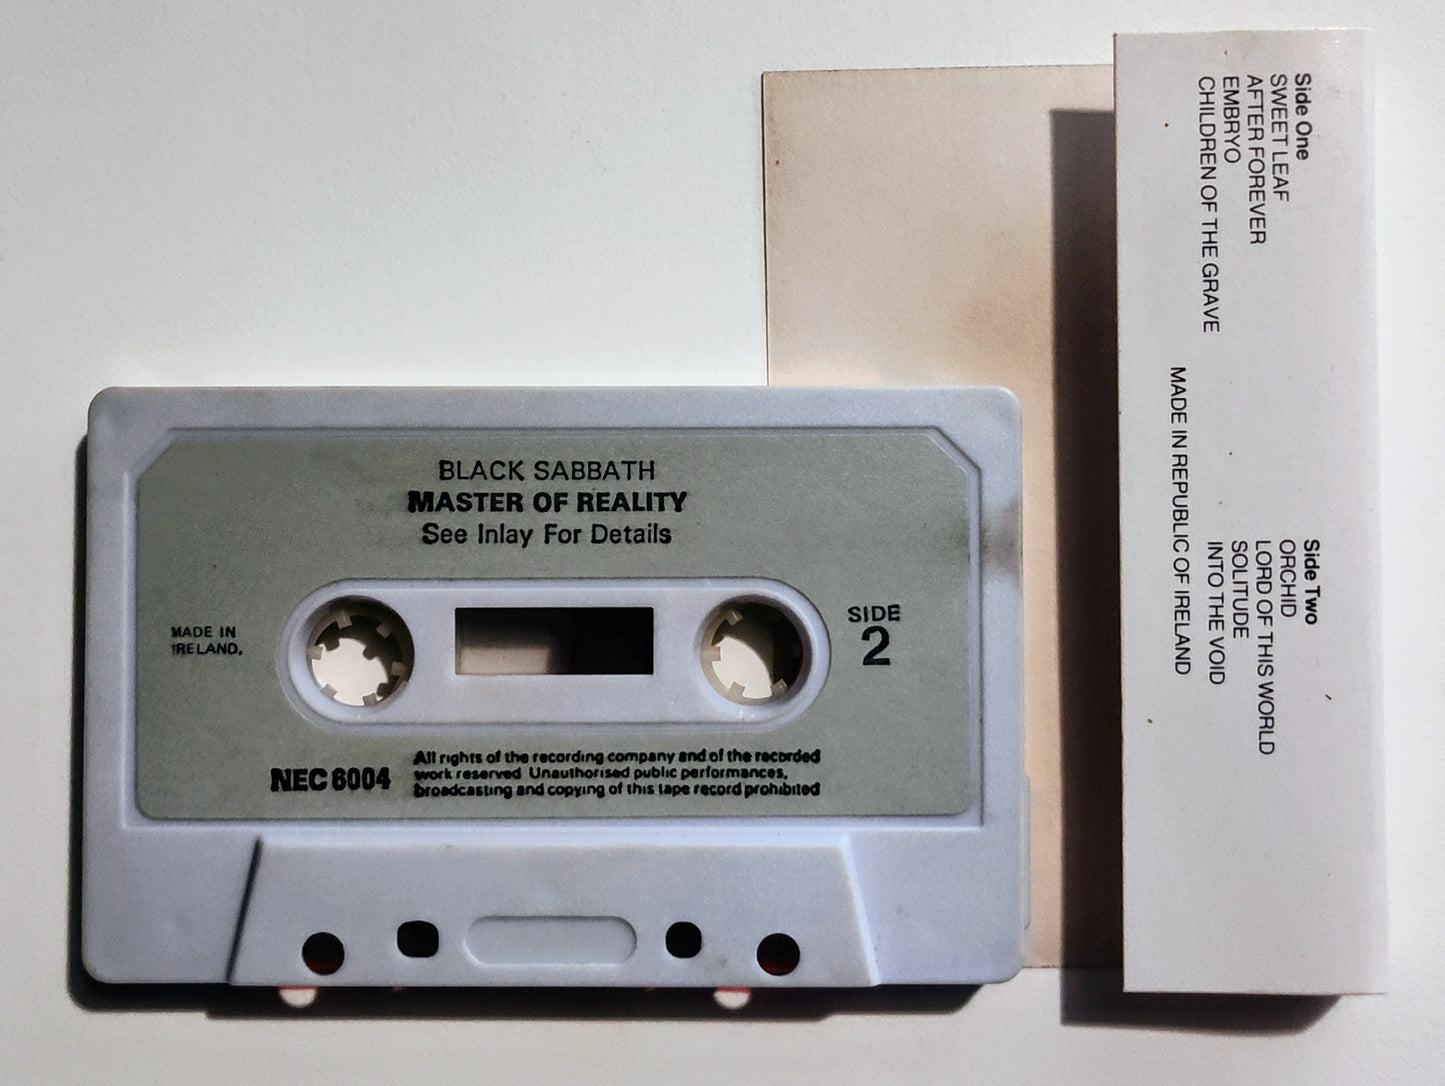 BLACK SABBATH
MASTER OF REALITY
See Inlay For Details
MADE IN
IRELAND.
SIDE
2
NEC 6004
All rights of the recording company and of the recorded
work reserved Unauthorised public performances,
broadcasting and copying of this tape record prohibited
Side One
SWEET LEAF
AFTER FOREVER
EMBRYO
CHILDREN OF THE GRAVE
Side Two
ORCHID
LORD OF THIS WORLD
SOLITUDE
INTO THE VOID
MADE IN REPUBLIC OF IRELAND